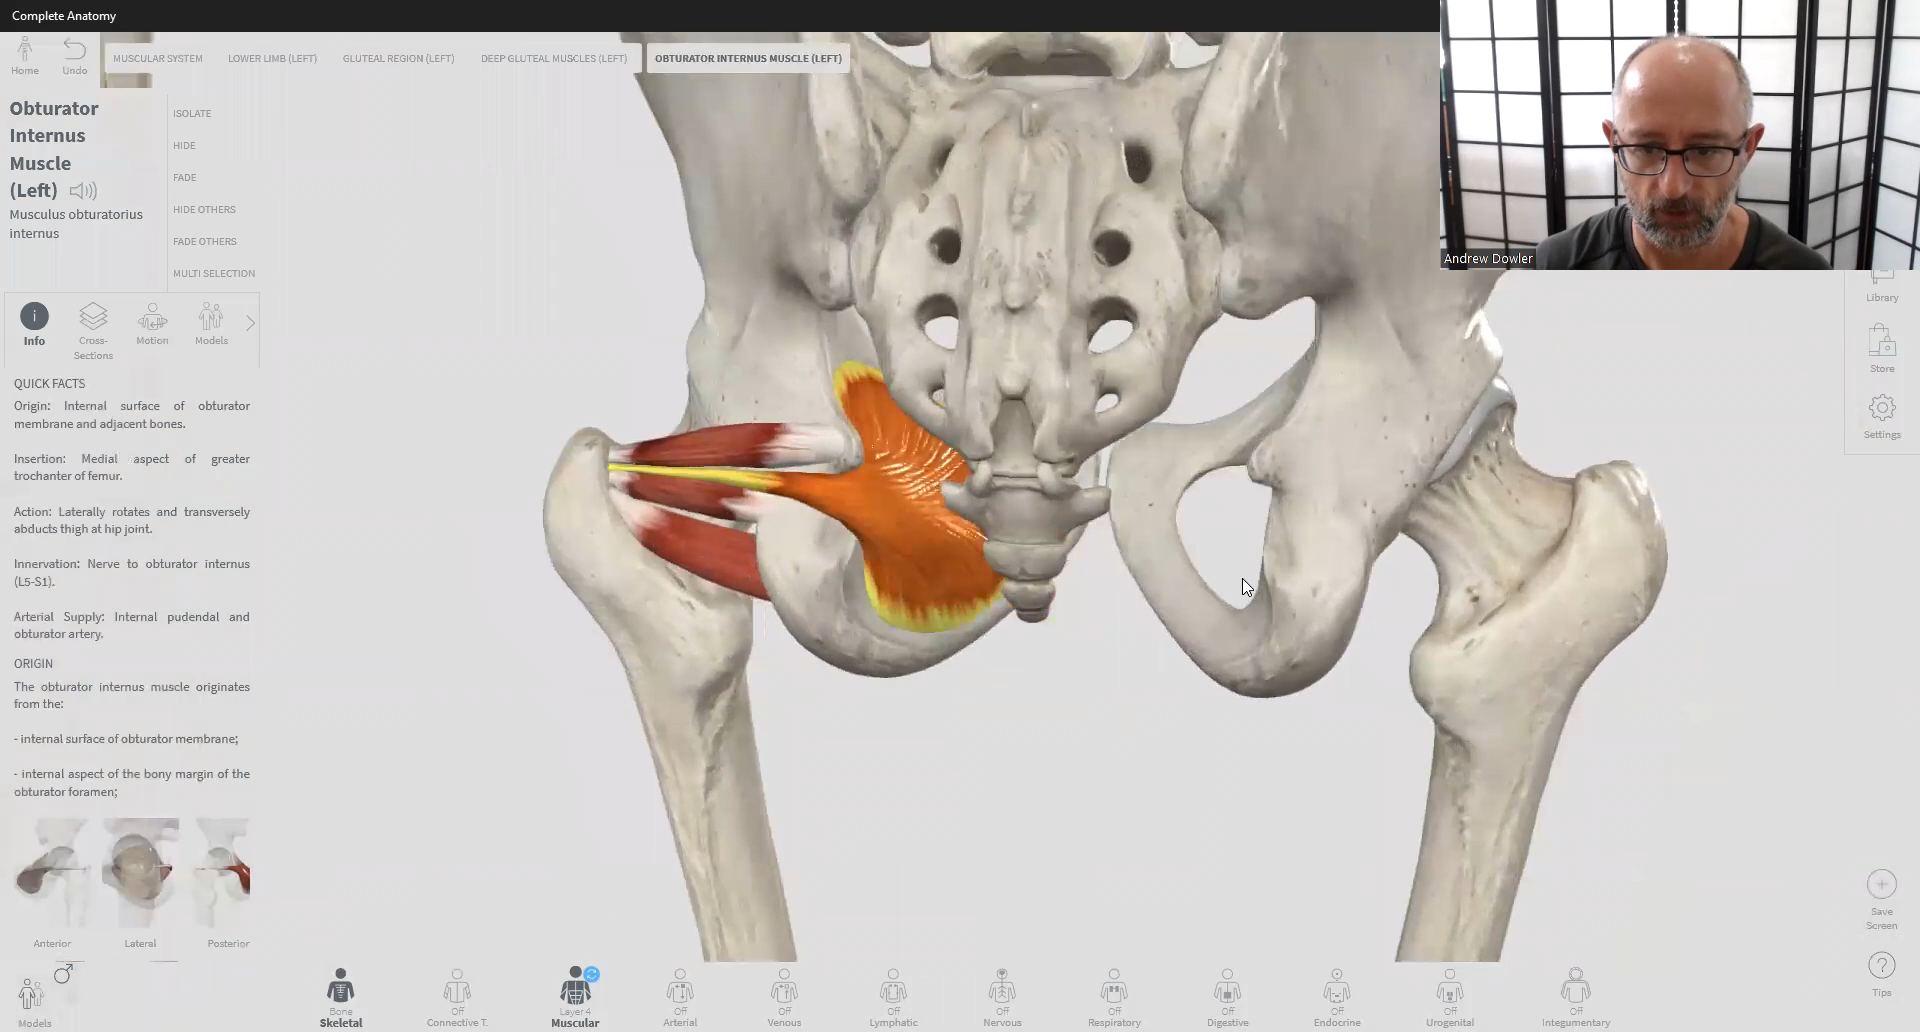 Complete Anatomy
Home
Undo
MUSCULAR SYSTEM
LOWER LIMB (LEFT)
GLUTEAL REGION (LEFT)
DEEP GLUTEAL MUSCLES (LEFT)
OBTURATOR INTERNUS MUSCLE (LEFT)
Obturator
Internus
Muscle
(Left)
Musculus obturatorius
internus
ISOLATE
HIDE
FADE
HIDE OTHERS
FADE OTHERS
MULTI SELECTION
Info
Cross-
Sections
Motion
Models
QUICK FACTS
Origin: Internal surface of obturator
membrane and adjacent bones.
Insertion: Medial aspect of greater
trochanter of femur.
Action: Laterally rotates and transversely
abducts thigh at hip joint.
Innervation: Nerve to obturator internus
(L5-S1).
Arterial Supply: Internal pudendal and
obturator artery.
ORIGIN
The obturator internus muscle originates
from the:
- internal surface of obturator membrane;
- internal aspect of the bony margin of the
obturator foramen;
Anterior
Lateral
Posterior
Andrew Dowler
Library
Store
Settings
Save
Screen
Tips
Models
Bone
Skeletal
Off
Connective T.
Layer 4
Muscular
Off
Arterial
Off
Venous
Off
Lymphatic
Off
Nervous
Off
Respiratory
Off
Digestive
Off
Endocrine
Off
Urogenital
Off
Integumentary